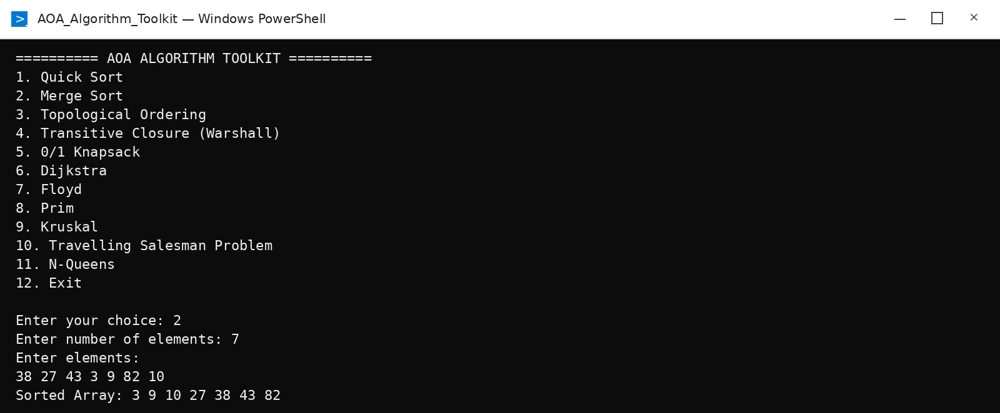 AOA_Algorithm_Toolkit — Windows PowerShell
========== AOA ALGORITHM TOOLKIT ==========
1. Quick Sort
2. Merge Sort
3. Topological Ordering
4. Transitive Closure (Warshall)
5. 0/1 Knapsack
6. Dijkstra
7. Floyd
8. Prim
9. Kruskal
10. Travelling Salesman Problem
11. N-Queens
12. Exit
Enter your choice: 2
Enter number of elements: 7
Enter elements:
38 27 43 3 9 82 10
Sorted Array: 3 9 10 27 38 43 82